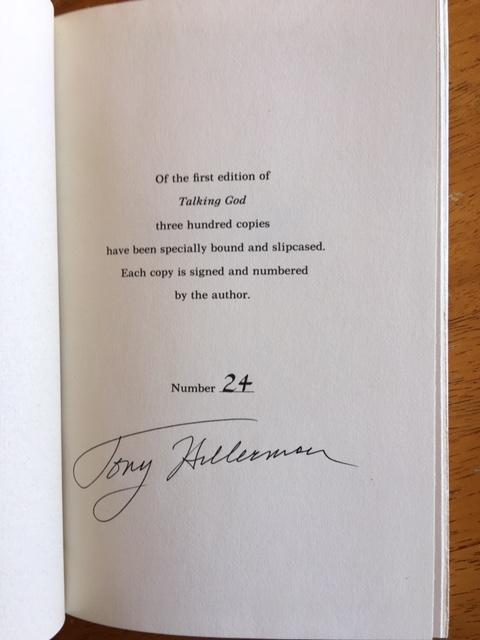 Of the first edition of
Talking God
three hundred copies
have been specially bound and slipcased.
Each copy is signed and numbered
by the author.
Number 24
Tony Hillerman